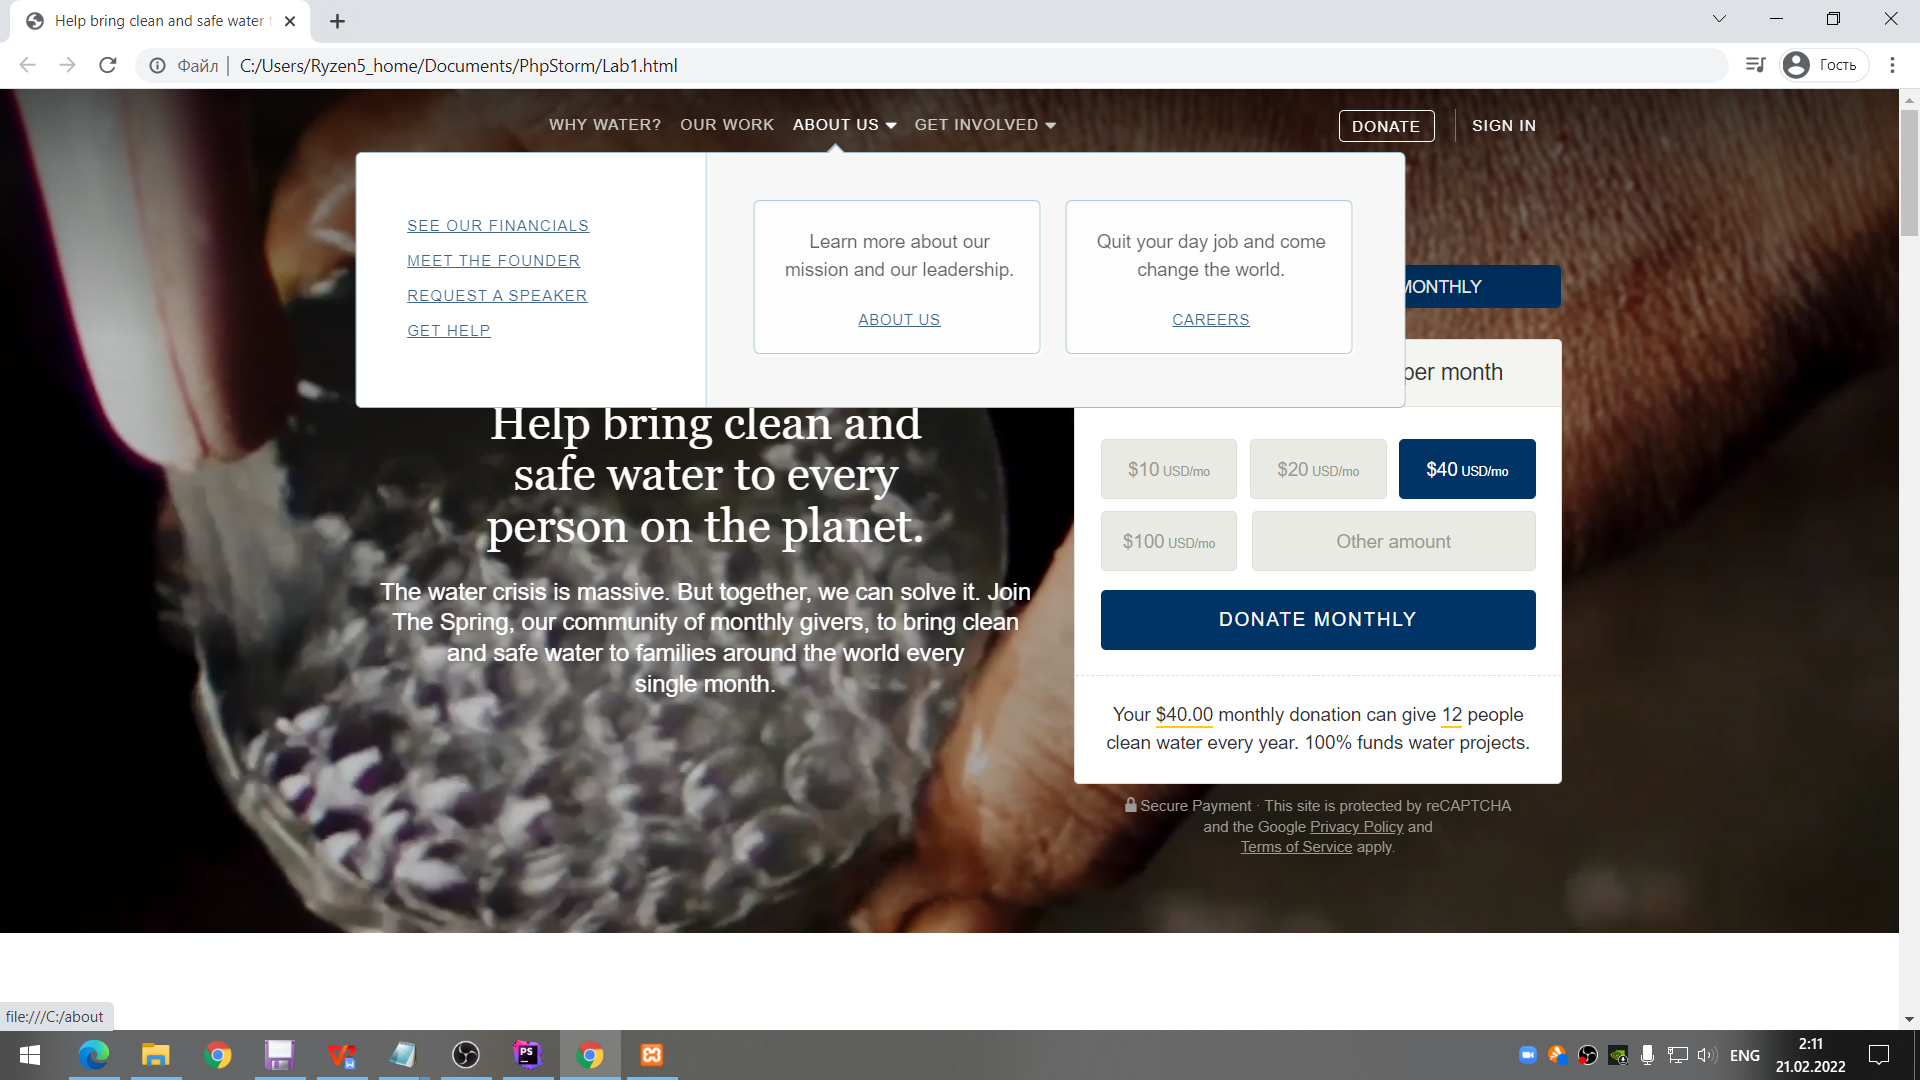 Help bring clean and safe water t
Файл | C:/Users/Ryzen5_home/Documents/PhpStorm/Lab1.html
Гость
WHY WATER? OUR WORK ABOUT US GET INVOLVED
DONATE
SIGN IN
SEE OUR FINANCIALS
MEET THE FOUNDER
REQUEST A SPEAKER
GET HELP
Learn more about our
mission and our leadership.
ABOUT US
Quit your day job and come
change the world.
CAREERS
MONTHLY
per month
Help bring clean and
safe water to every
person on the planet.
The water crisis is massive. But together, we can solve it. Join
The Spring, our community of monthly givers, to bring clean
and safe water to families around the world every
single month.
$10 USD/mo
$20 USD/mo
$40 USD/mo
$100 USD/mo
Other amount
DONATE MONTHLY
Your $40.00 monthly donation can give 12 people
clean water every year. 100% funds water projects.
Secure Payment · This site is protected by reCAPTCHA
and the Google Privacy Policy and
Terms of Service apply.
file:///C:/about
PS
ENG
2:11
21.02.2022